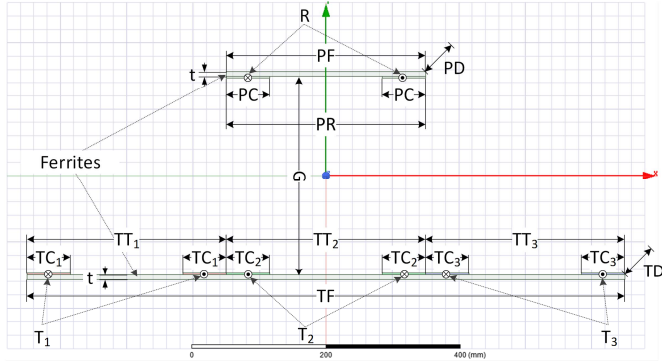 R
PF
t
PD
PC
PC
PR
Ferrites
G
x
TT₁
TT₂
TT₃
TC₁
TC₁
TC₂
TC₂
TC₃
TC₃
t
TD
TF
T₁
T₂
T₃
0
200
400 (mm)